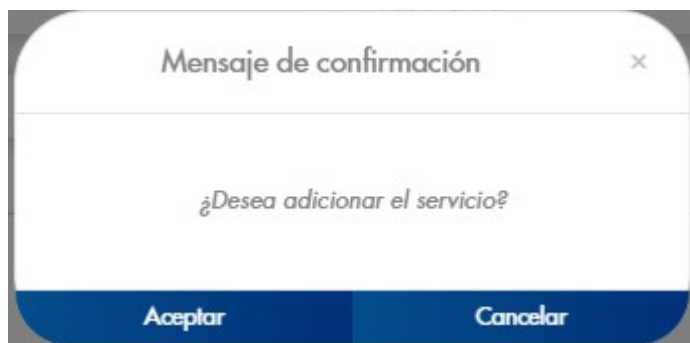 Mensaje de confirmación ×
¿Desea adicionar el servicio?
Aceptar Cancelar